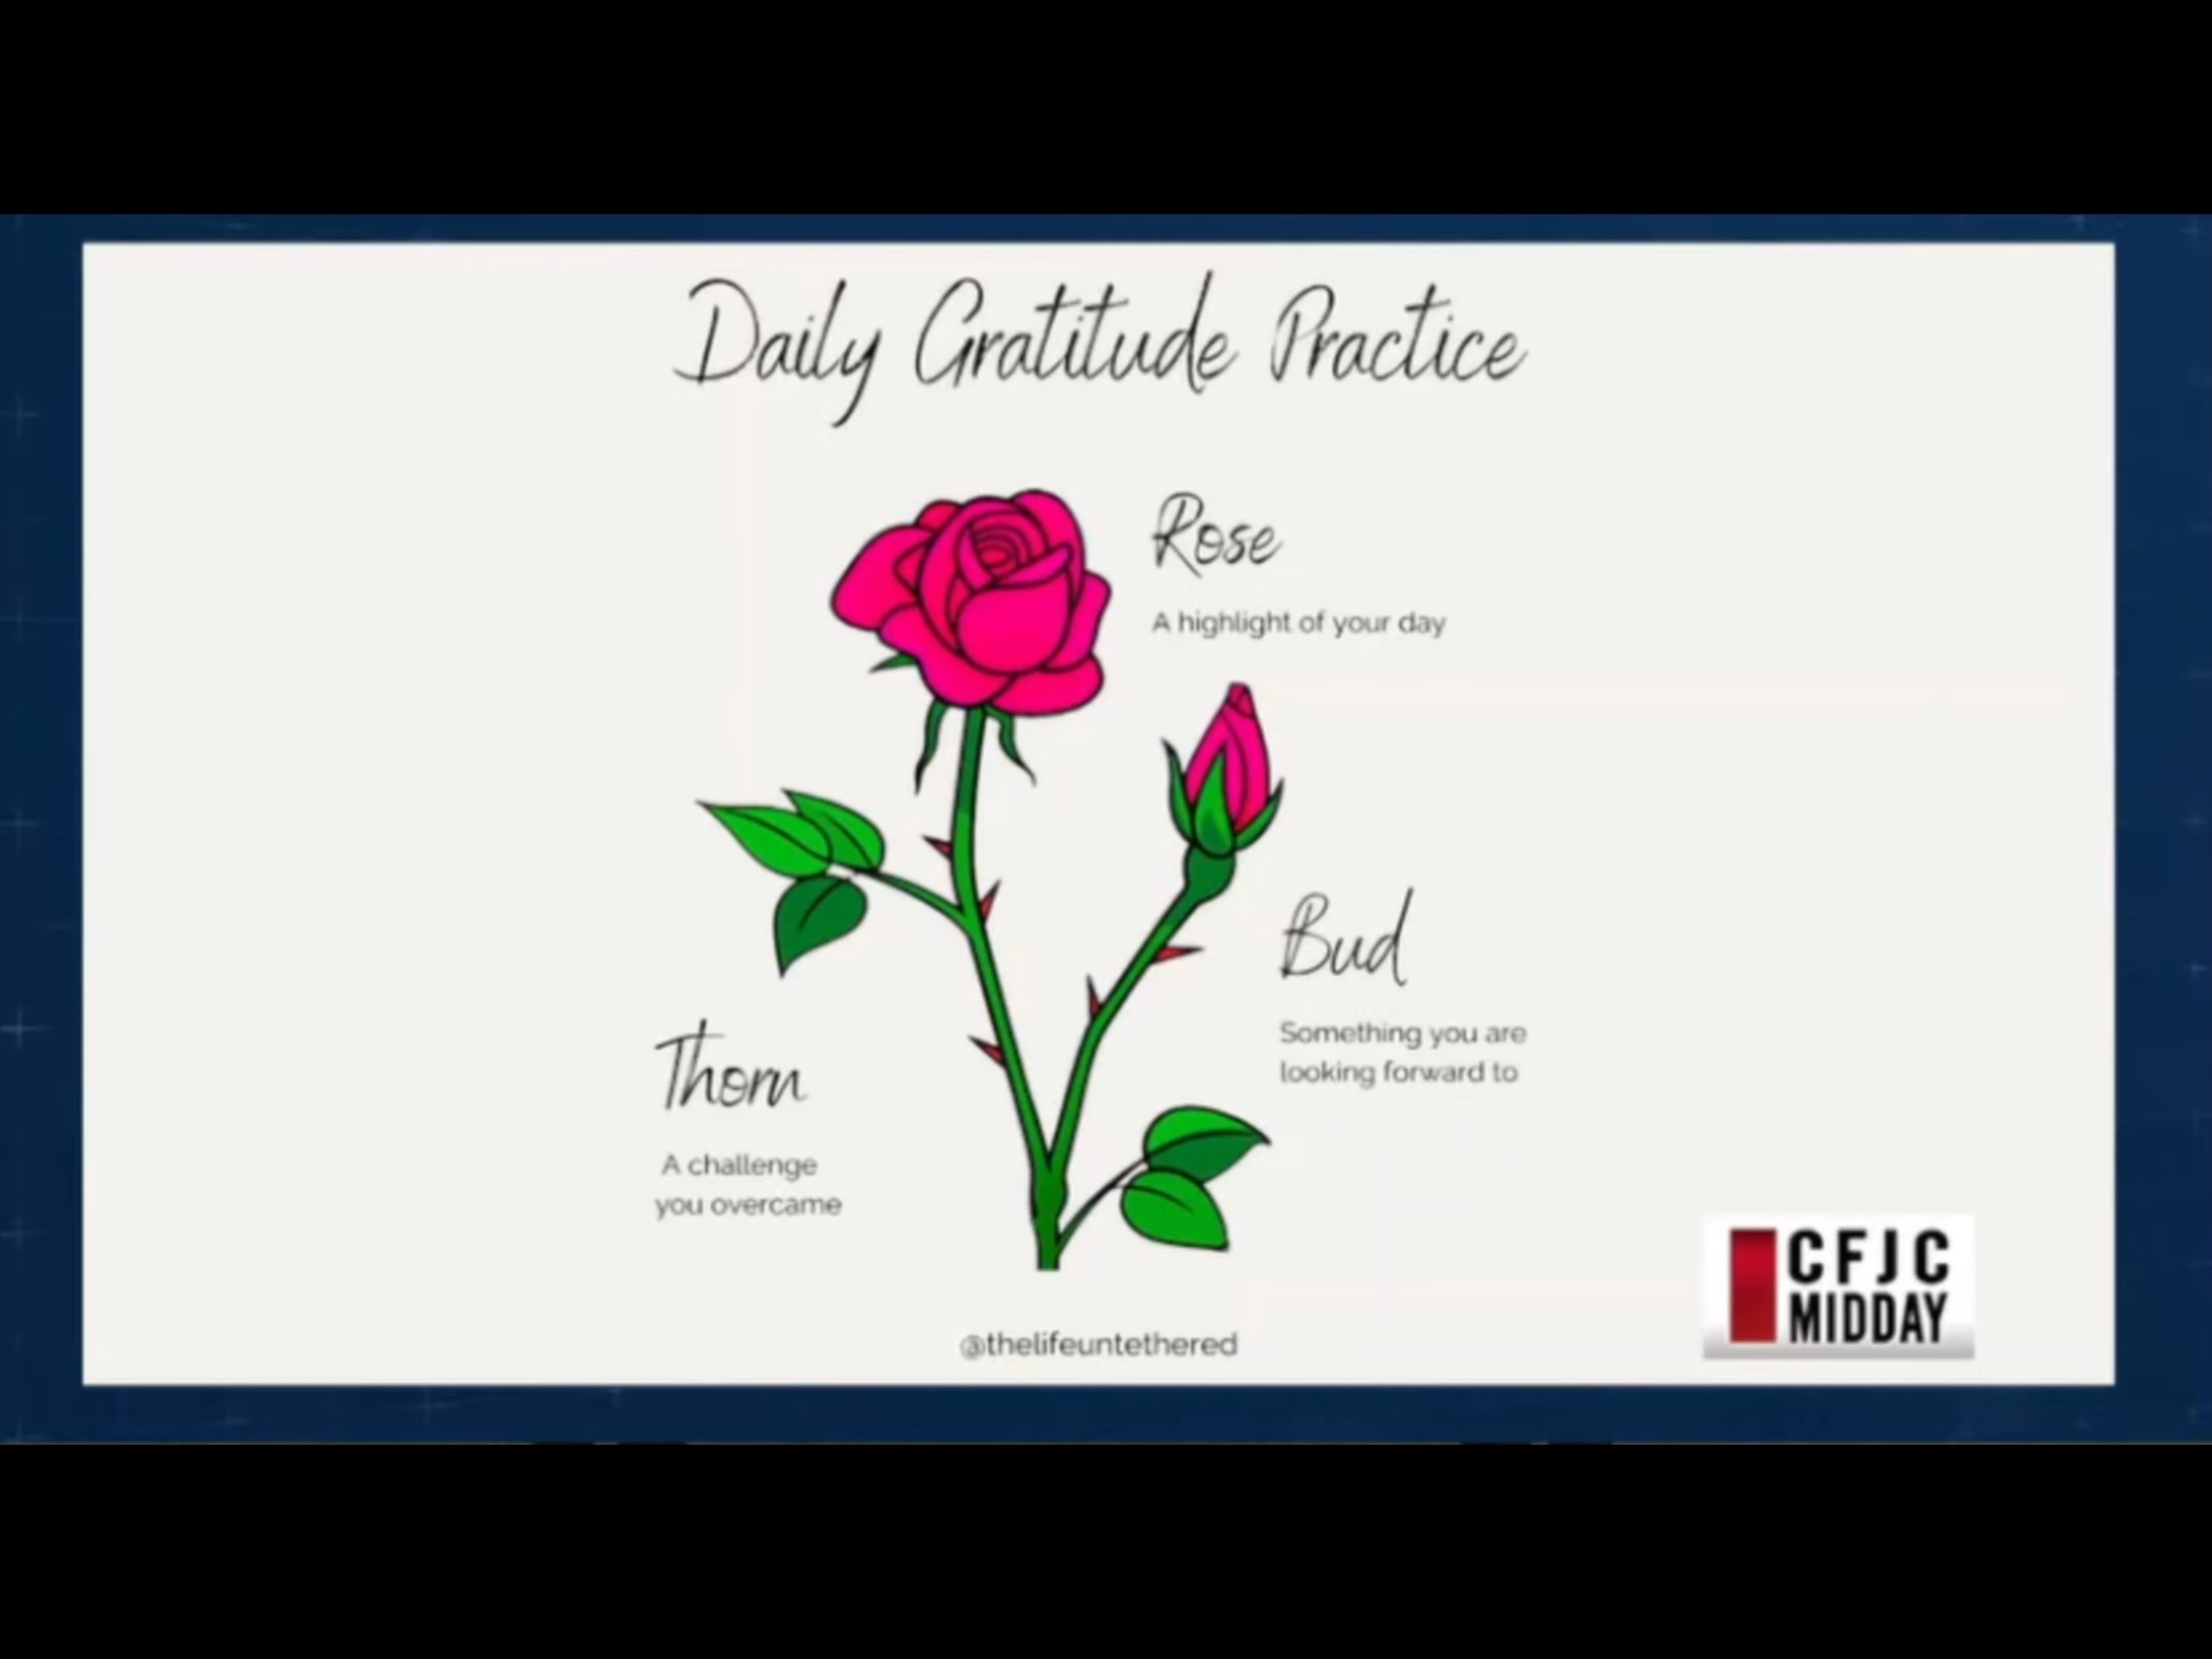 Daily Gratitude Practice
Rose
A highlight of your day
Bud
Something you are
looking forward to
Thorn
A challenge
you overcame
@thelifeuntethered
CFJC
MIDDAY